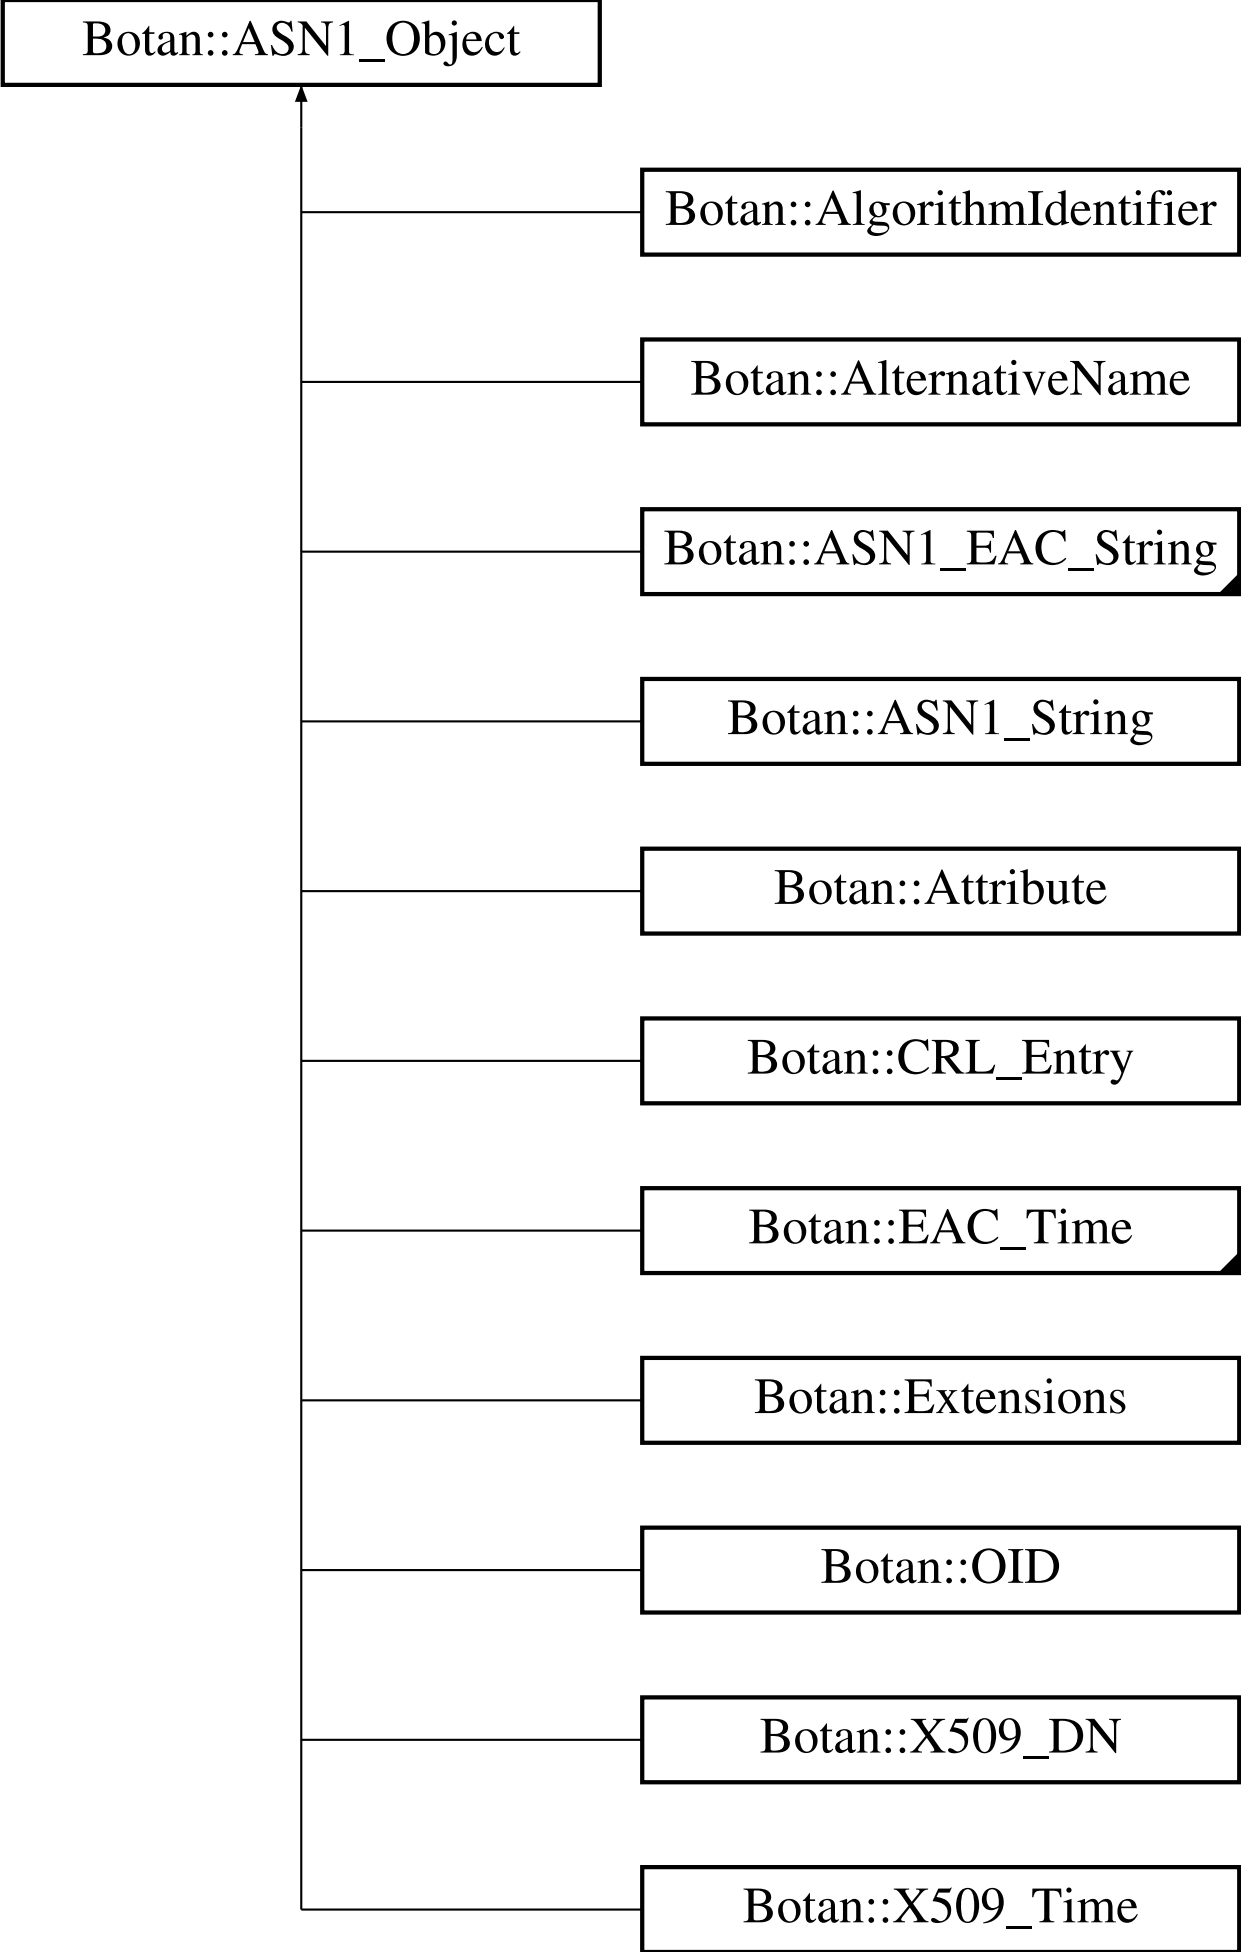 Botan::ASN1_Object
Botan::AlgorithmIdentifier
Botan::AlternativeName
Botan::ASN1_EAC_String
Botan::ASN1_String
Botan::Attribute
Botan::CRL_Entry
Botan::EAC_Time
Botan::Extensions
Botan::OID
Botan::X509_DN
Botan::X509_Time